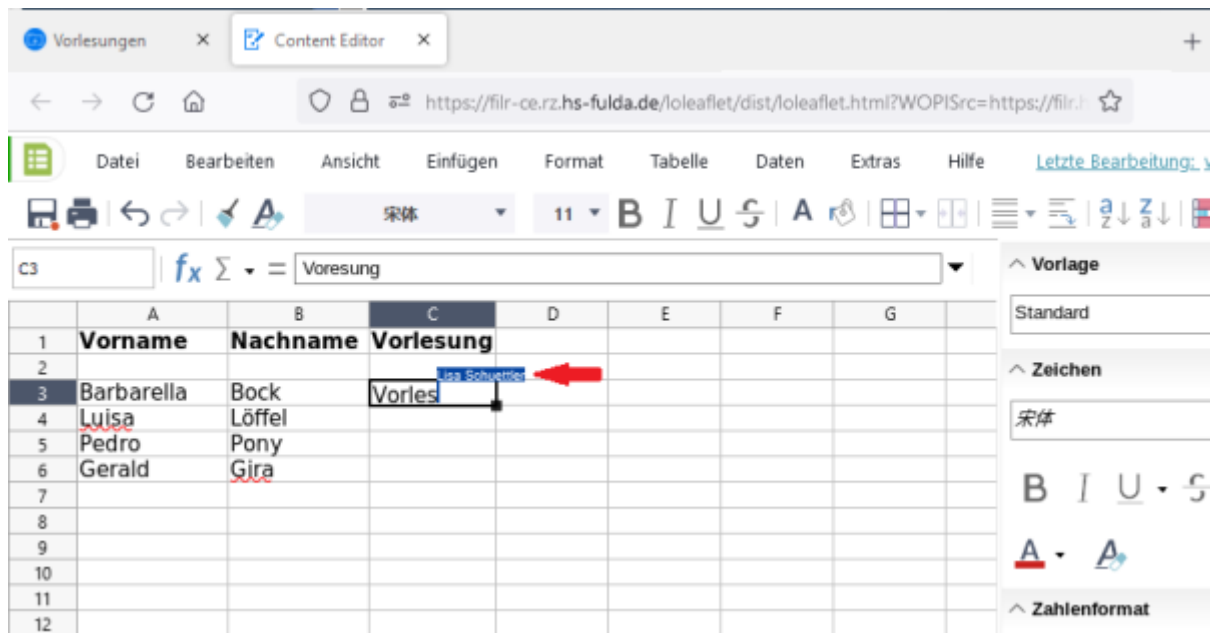 Vorlesungen × Content Editor × +
https://filr-ce.rz.hs-fulda.de/loleaflet/dist/loleaflet.html?WOPISrc=https://filr.h
Datei Bearbeiten Ansicht Einfügen Format Tabelle Daten Extras Hilfe Letzte Bearbeitung:
宋体 11 B I U S A
C3 fx Σ = Voresung
Vorlage
Standard
A B C D E F G
1 Vorname Nachname Vorlesung
2
Lisa Schuettler
Zeichen
3 Barbarella Bock Vorles
4 Luisa Löffel
宋体
5 Pedro Pony
6 Gerald Gira
B I U S
7
8
9
A A
10
11
Zahlenformat
12